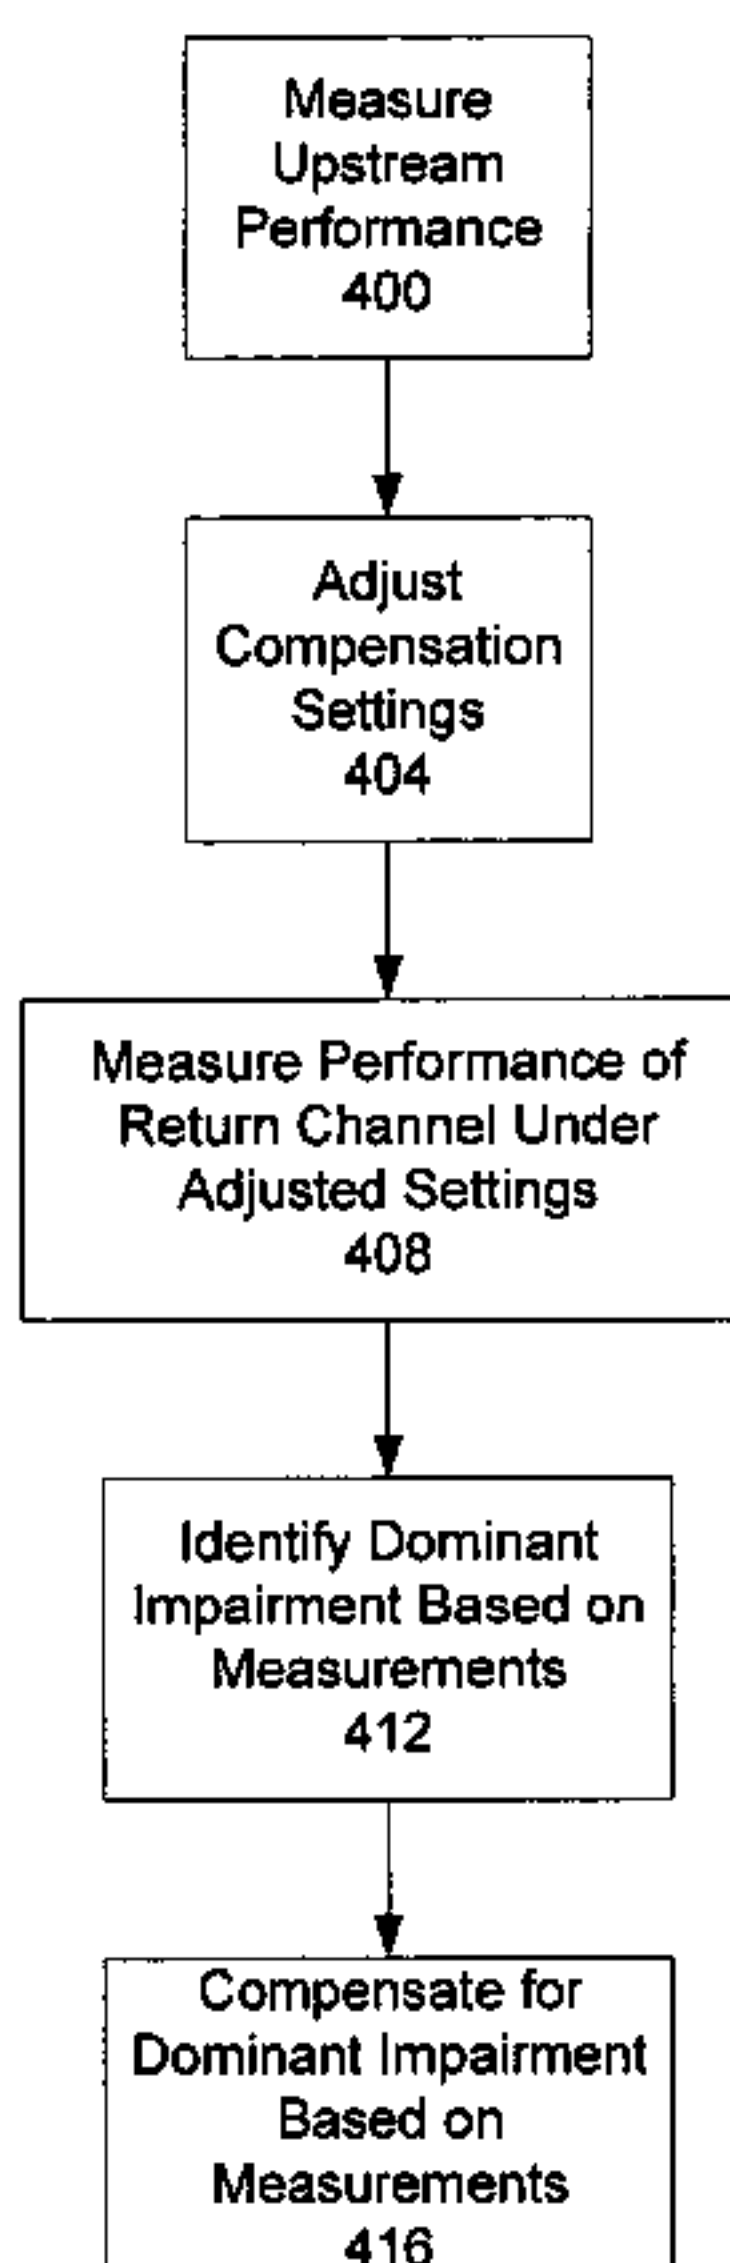 Measure
Upstream
Performance
400
Adjust
Compensation
Settings
404
Measure Performance of
Return Channel Under
Adjusted Settings
408
Identify Dominant
Impairment Based on
Measurements
412
Compensate for
Dominant Impairment
Based on
Measurements
416